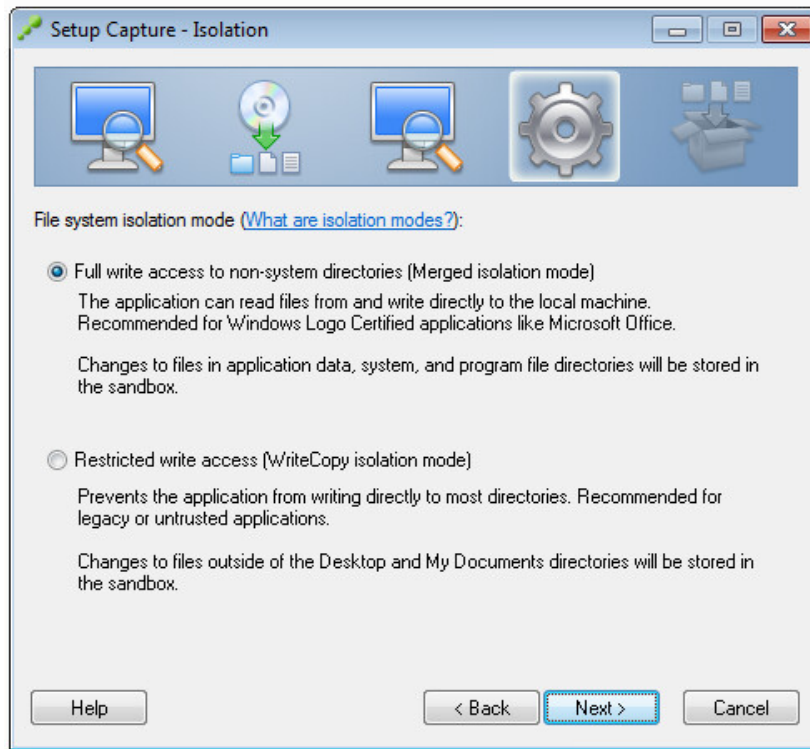 Setup Capture - Isolation
File system isolation mode (What are isolation modes?):
Full write access to non-system directories (Merged isolation mode)
The application can read files from and write directly to the local machine.
Recommended for Windows Logo Certified applications like Microsoft Office.
Changes to files in application data, system, and program file directories will be stored in
the sandbox.
Restricted write access (WriteCopy isolation mode)
Prevents the application from writing directly to most directories. Recommended for
legacy or untrusted applications.
Changes to files outside of the Desktop and My Documents directories will be stored in
the sandbox.
Help < Back Next > Cancel